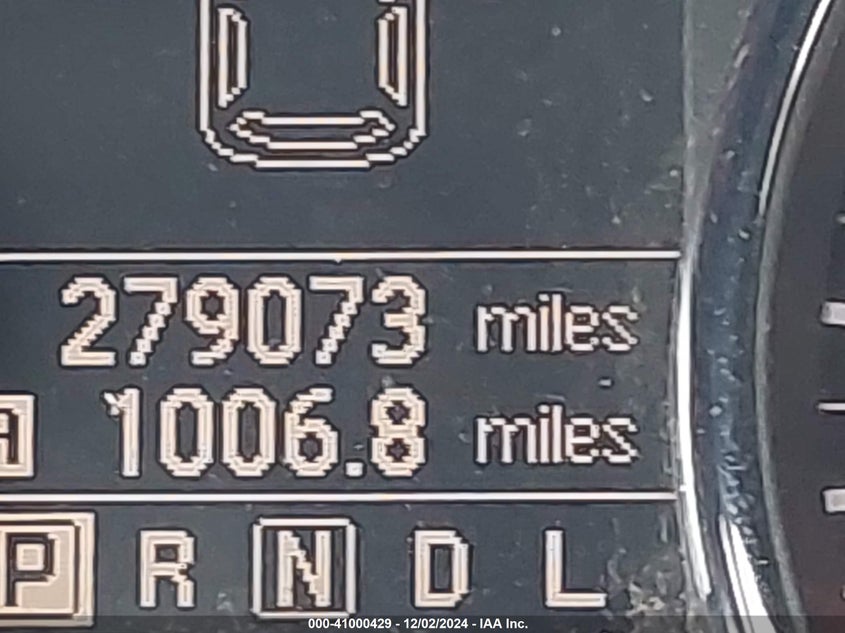 279073 miles
A 1006.8 miles
P R N D L
000-41000429 - 12/02/2024 - IAA Inc.